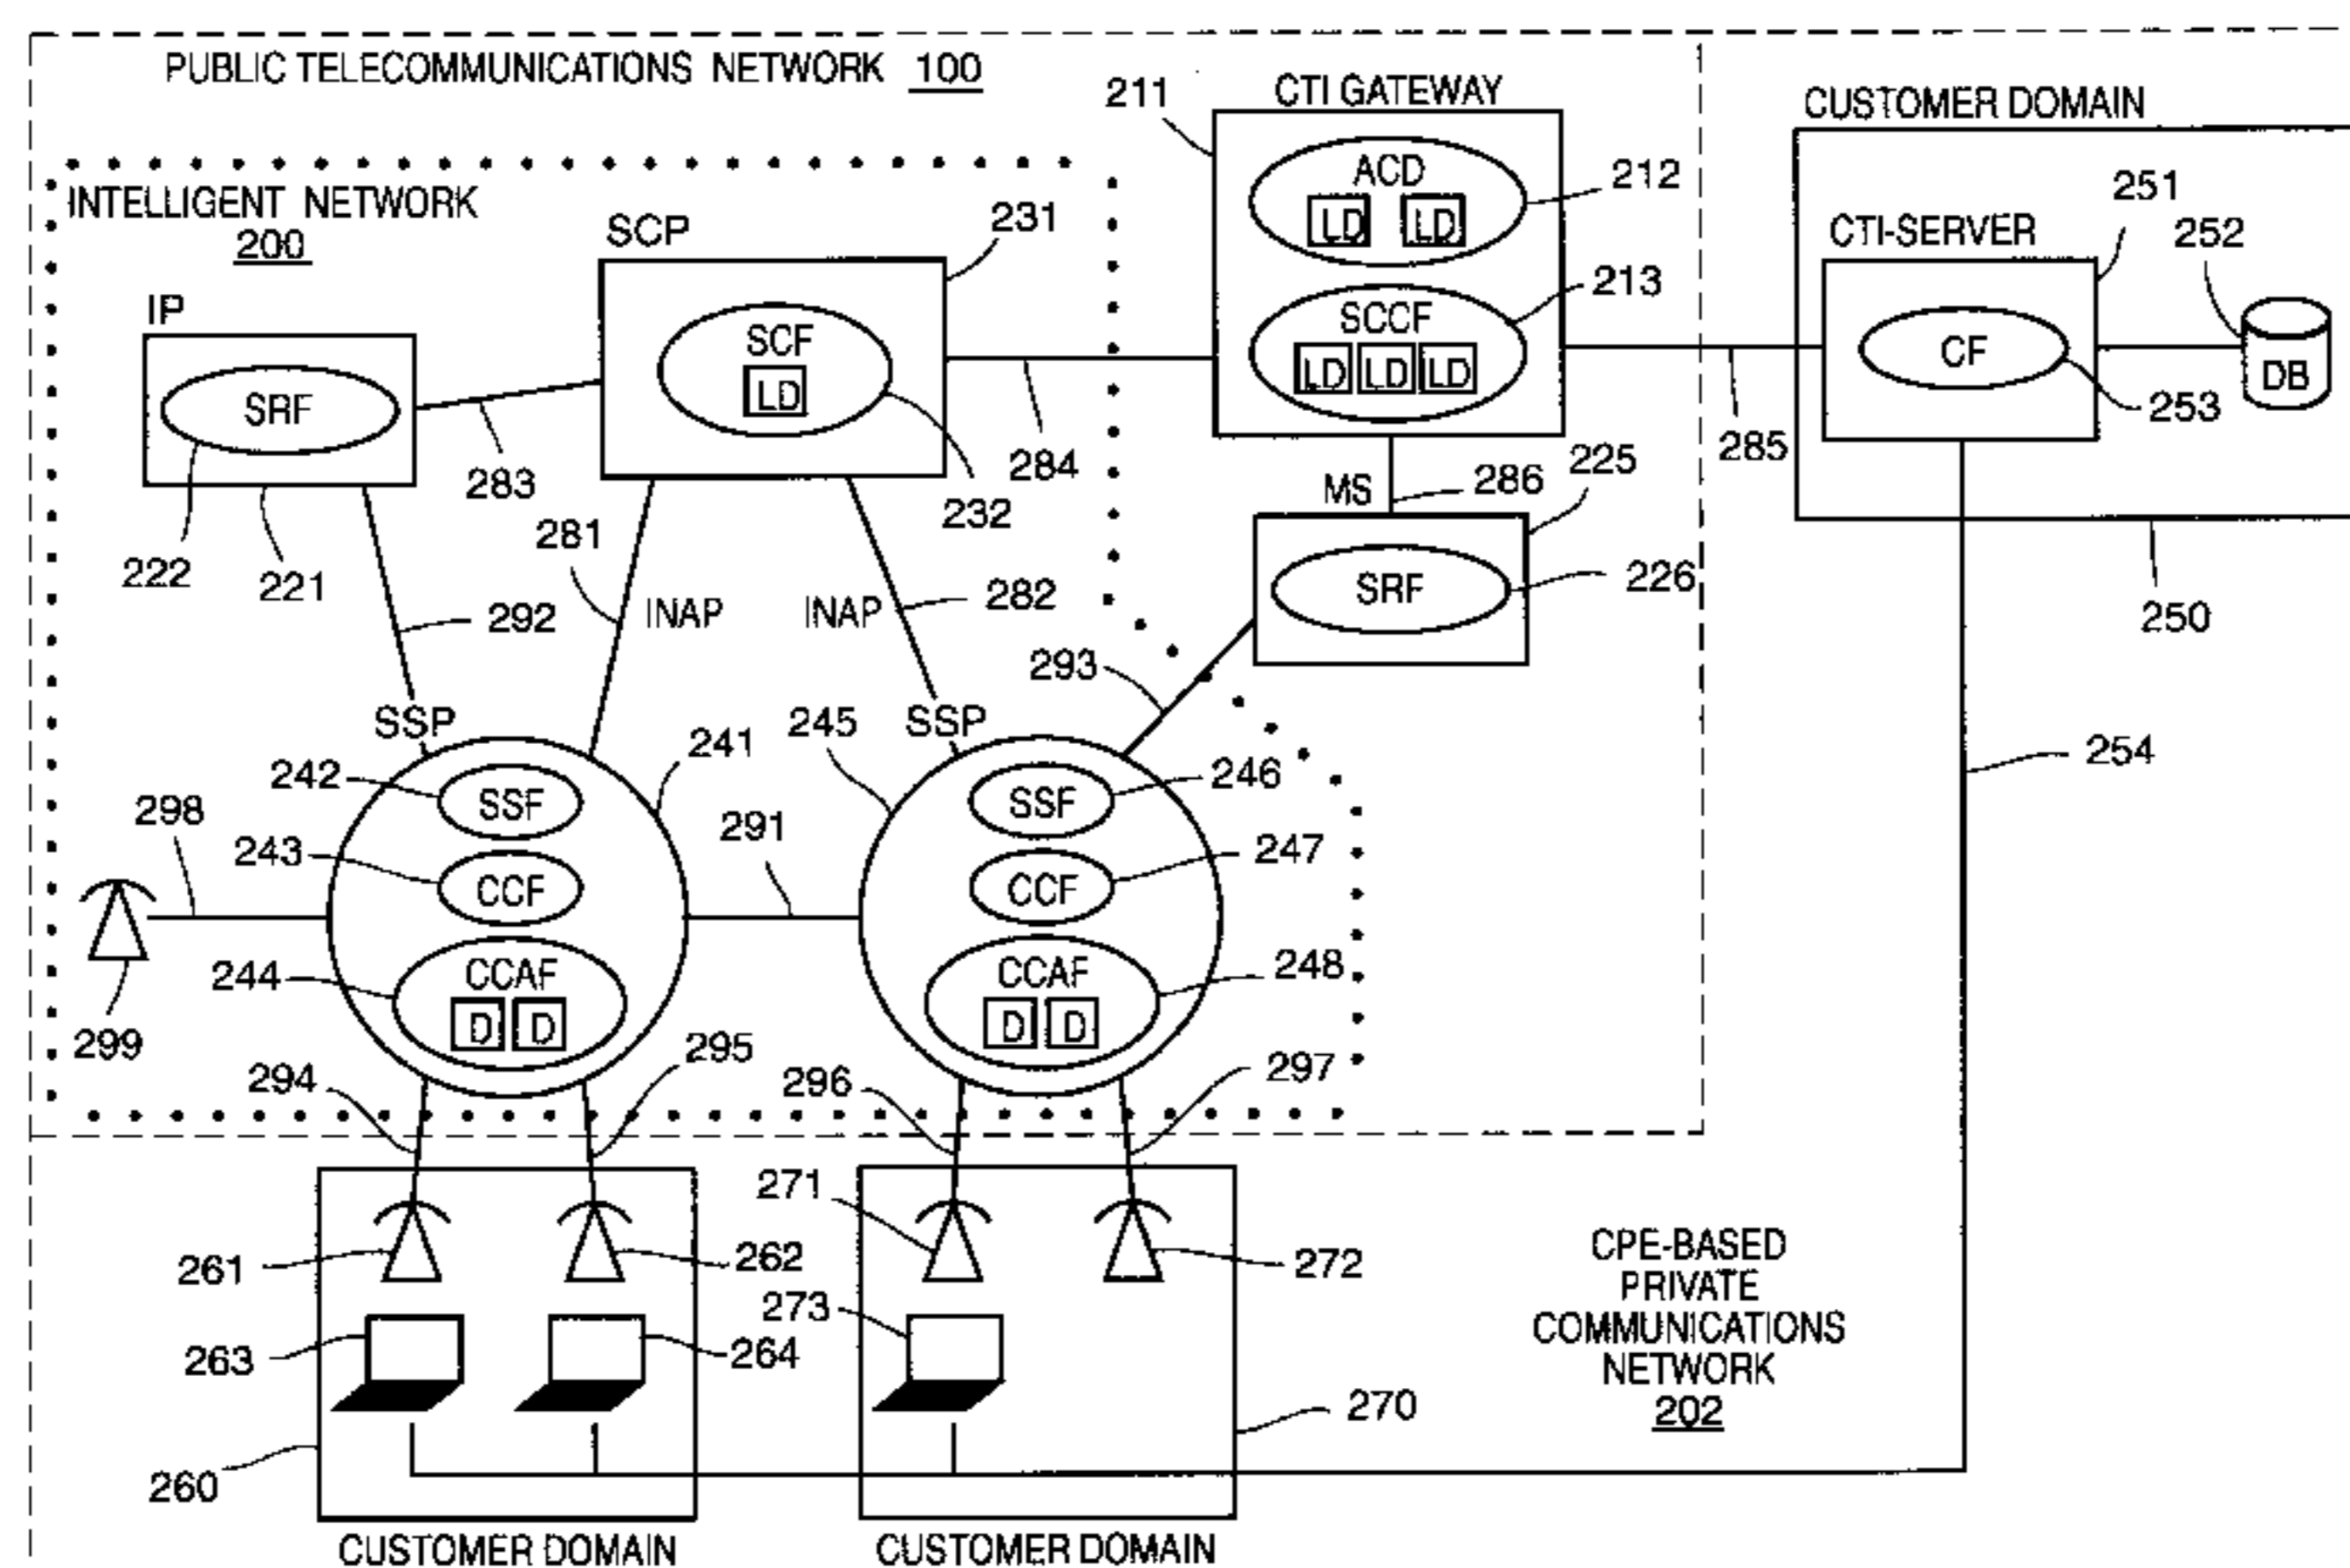 PUBLIC TELECOMMUNICATIONS NETWORK 100
211
CTI GATEWAY
CUSTOMER DOMAIN
INTELLIGENT NETWORK
200
SCP
231
ACD
LD LD
212
251
CTI-SERVER
252
IP
SRF
SCF
LD
SCCF
LD LD LD
213
CF
DB
253
283
232
284
285
MS
286
225
222
221
281
292
INAP
INAP
282
SRF
226
250
293
SSP
SSP
241
245
242
SSF
246
SSF
254
298
243
CCF
291
247
CCF
244
CCAF
D D
248
CCAF
D D
299
294
295
296
297
261
262
271
272
263
264
273
CPE-BASED
PRIVATE
COMMUNICATIONS
NETWORK
202
260
270
CUSTOMER DOMAIN
CUSTOMER DOMAIN